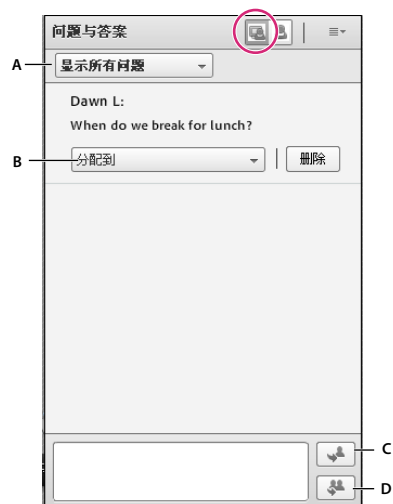 问题与答案
A
显示所有问题
Dawn L:
When do we break for lunch?
B
分配到
删除
C
D